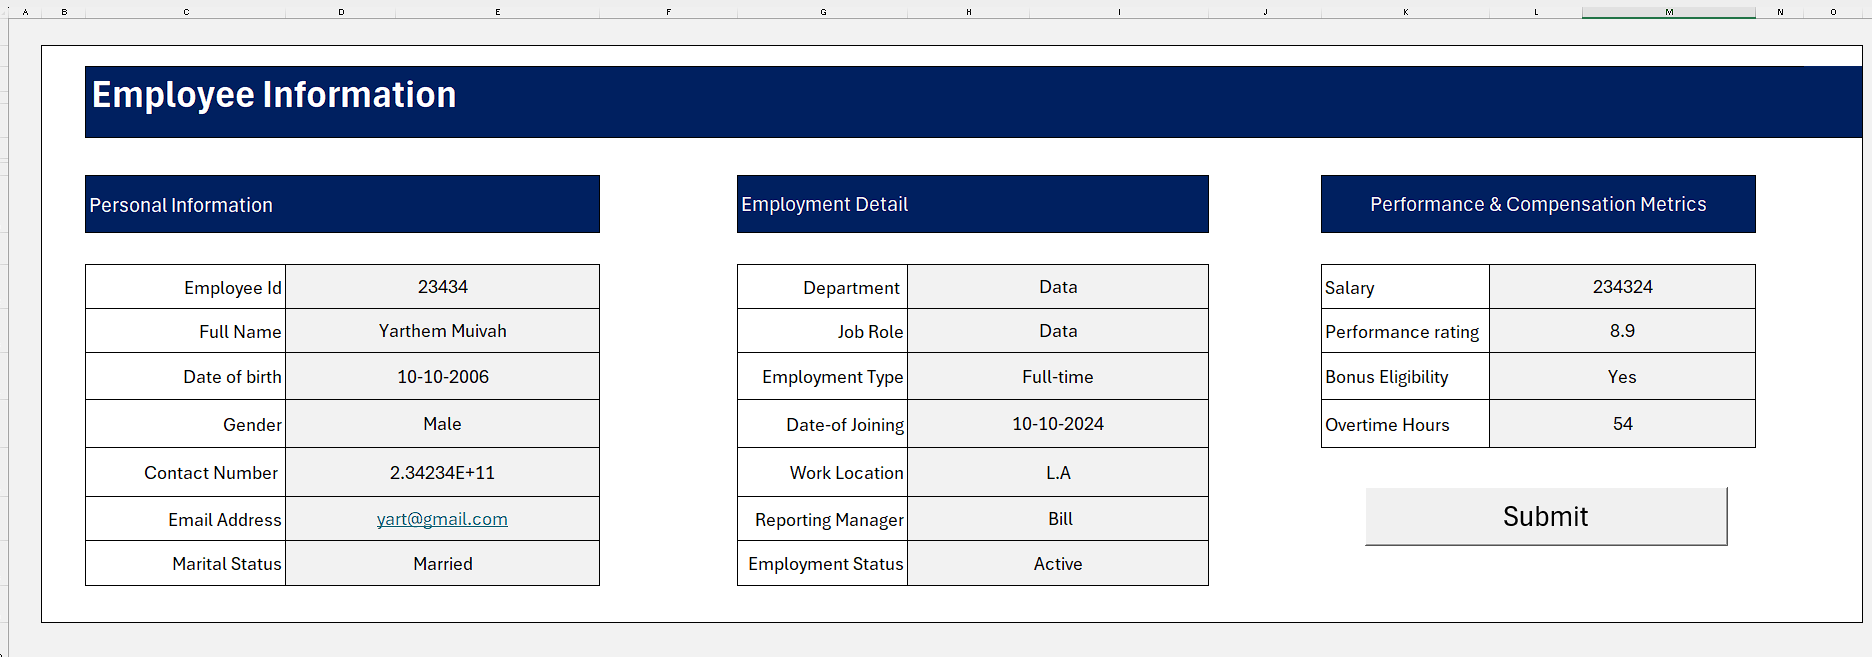 A B C D E F G H I J K L M N O
Employee Information
Personal Information
Employee Id 23434
Full Name Yarthem Muivah
Date of birth 10-10-2006
Gender Male
Contact Number 2.34234E+11
Email Address yart@gmail.com
Marital Status Married
Employment Detail
Department Data
Job Role Data
Employment Type Full-time
Date-of Joining 10-10-2024
Work Location L.A
Reporting Manager Bill
Employment Status Active
Performance & Compensation Metrics
Salary 234324
Performance rating 8.9
Bonus Eligibility Yes
Overtime Hours 54
Submit